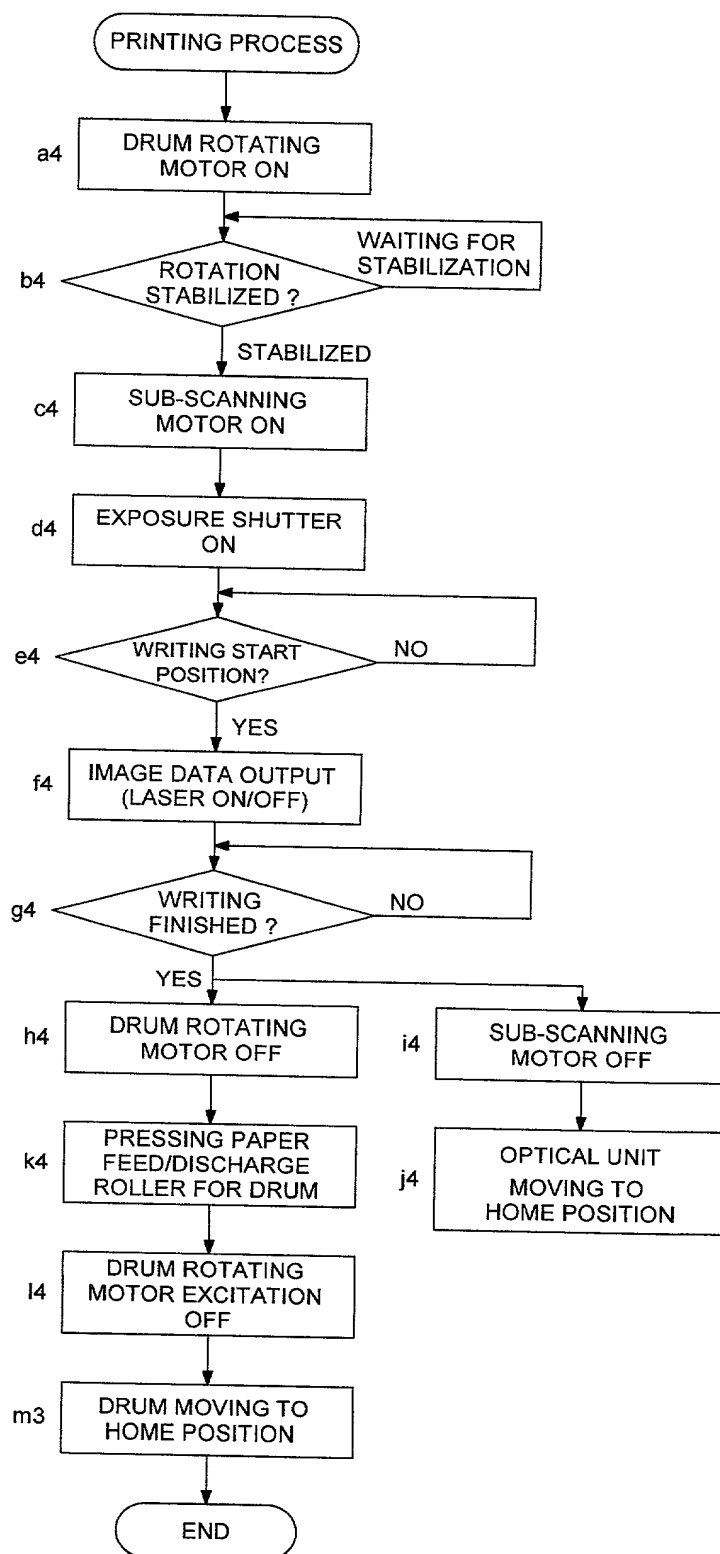 PRINTING PROCESS
a4
DRUM ROTATING
MOTOR ON
WAITING FOR
STABILIZATION
b4
ROTATION
STABILIZED ?
STABILIZED
c4
SUB-SCANNING
MOTOR ON
d4
EXPOSURE SHUTTER
ON
e4
WRITING START
POSITION?
NO
YES
f4
IMAGE DATA OUTPUT
(LASER ON/OFF)
g4
WRITING
FINISHED ?
NO
YES
h4
DRUM ROTATING
MOTOR OFF
i4
SUB-SCANNING
MOTOR OFF
k4
PRESSING PAPER
FEED/DISCHARGE
ROLLER FOR DRUM
j4
OPTICAL UNIT
MOVING TO
HOME POSITION
l4
DRUM ROTATING
MOTOR EXCITATION
OFF
m3
DRUM MOVING TO
HOME POSITION
END